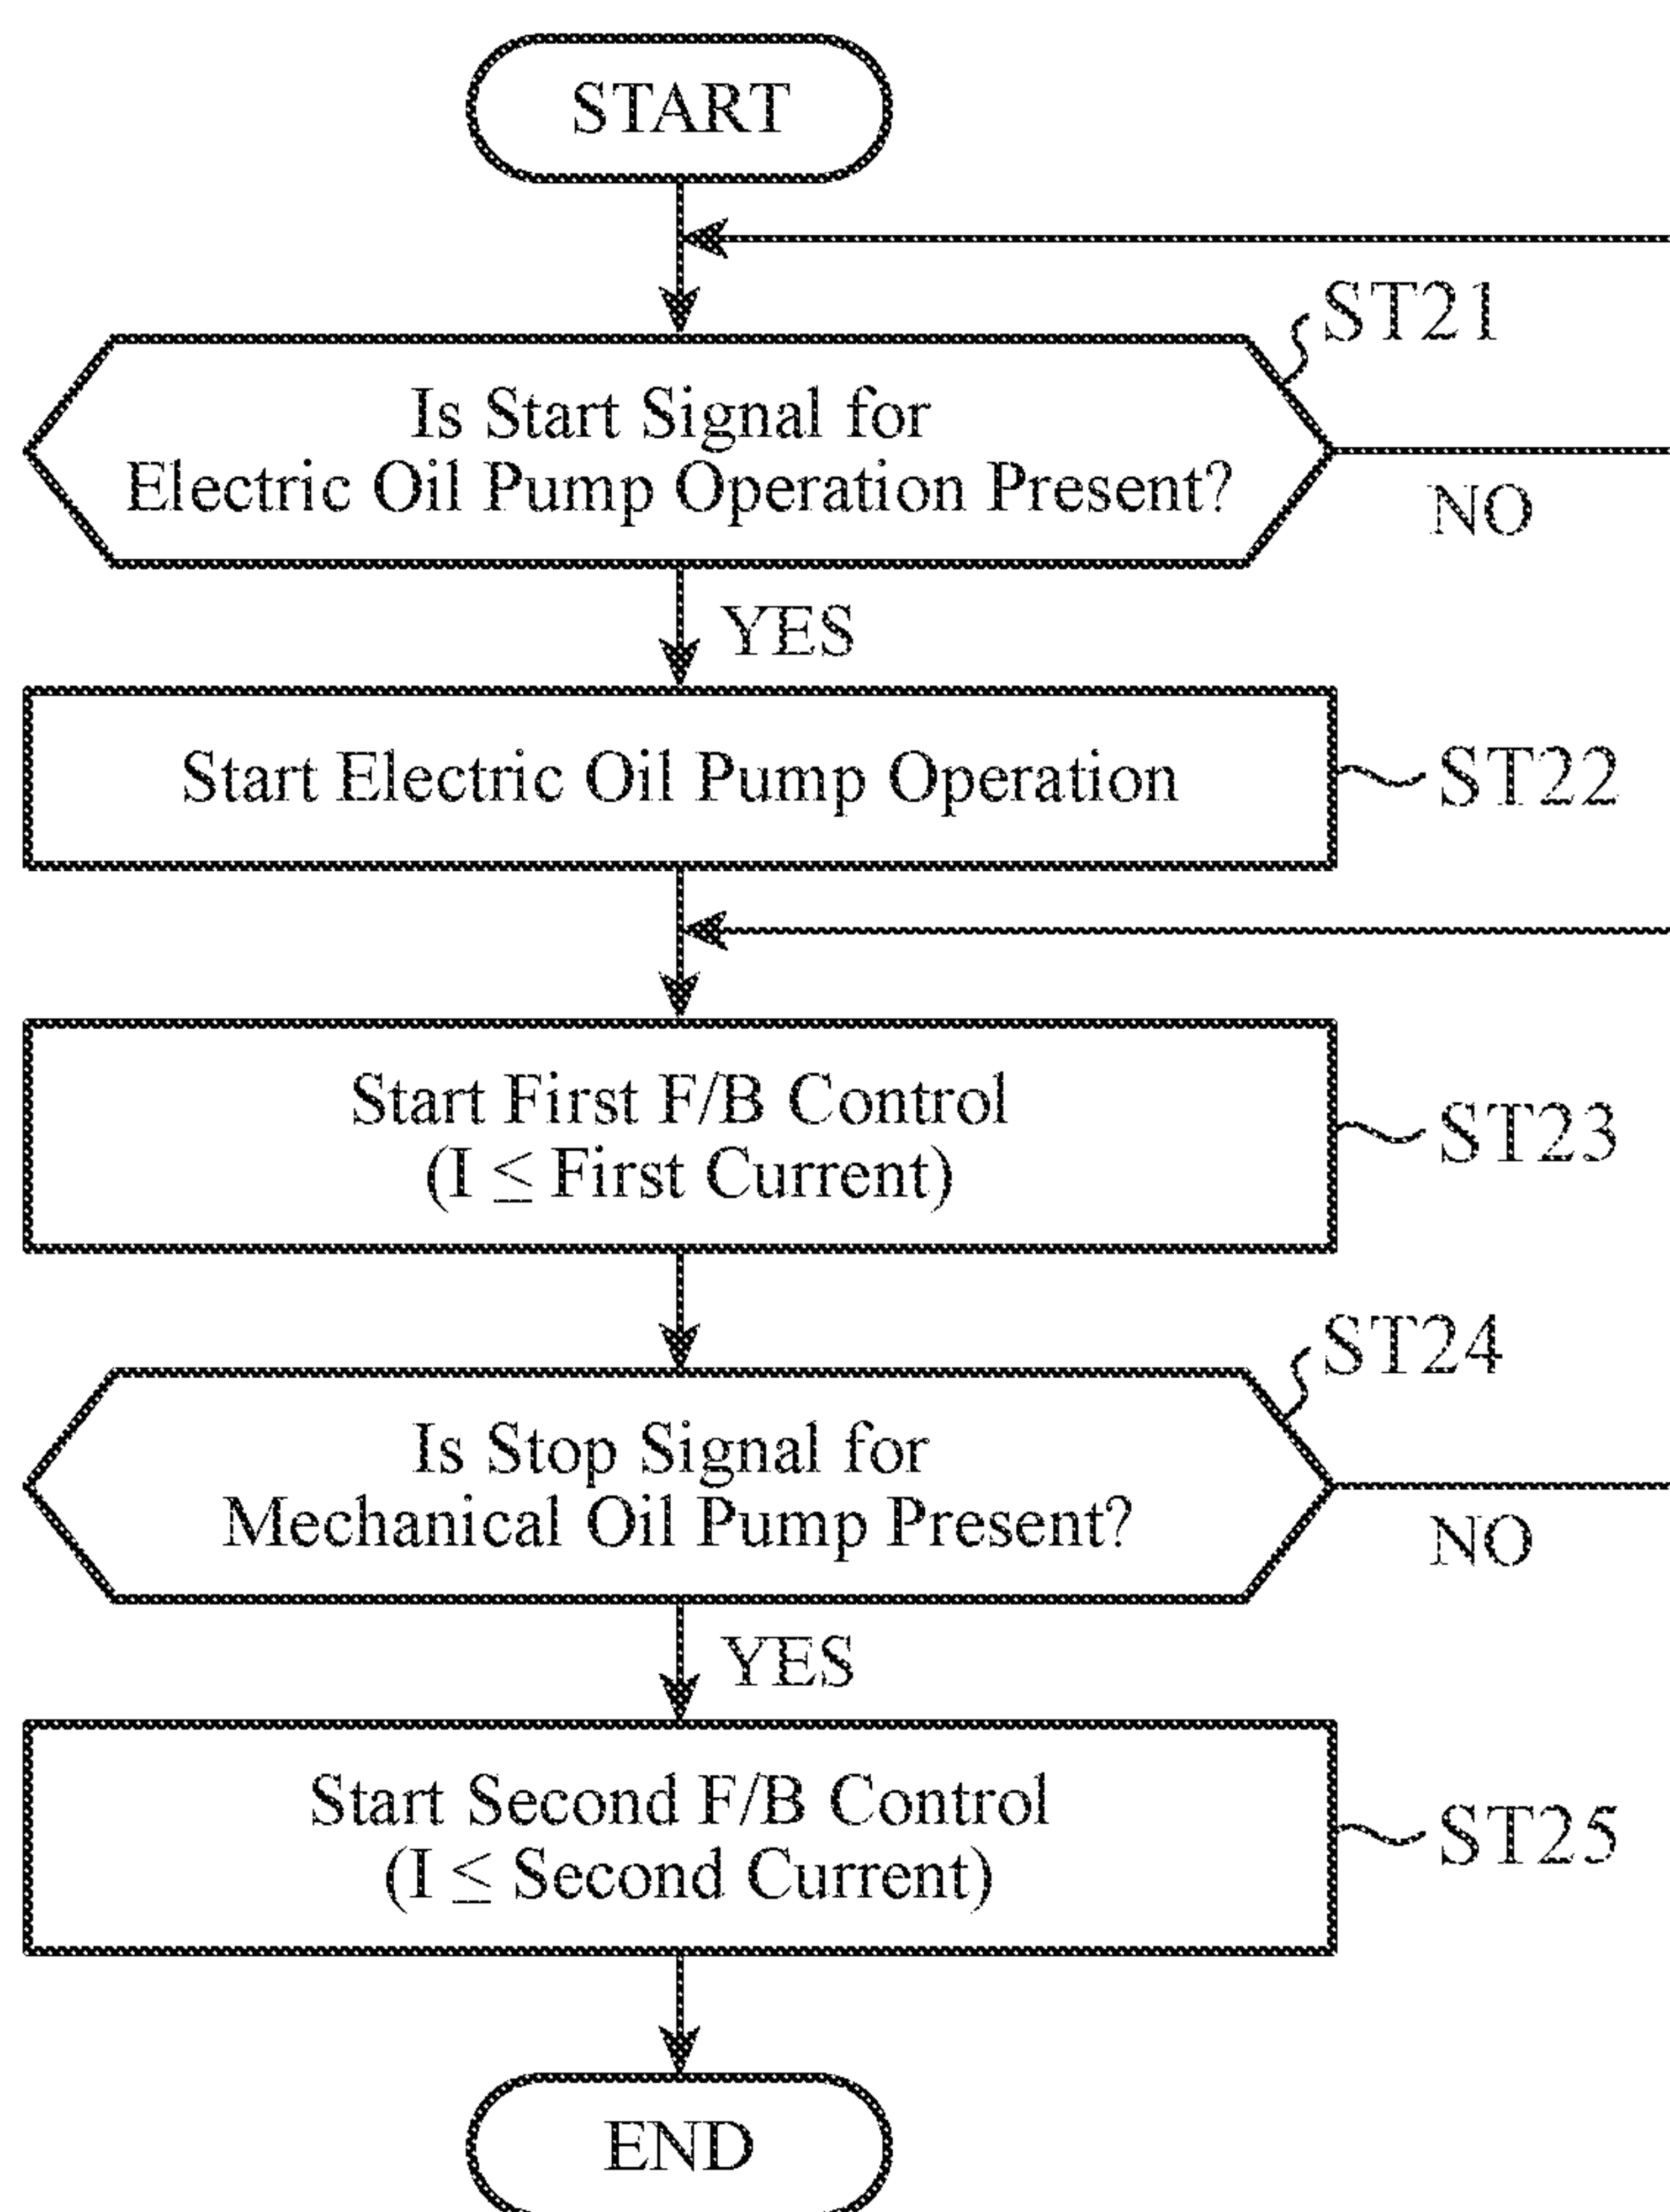 START
ST21
Is Start Signal for
Electric Oil Pump Operation Present?
NO
YES
Start Electric Oil Pump Operation
ST22
Start First F/B Control
(I ≤ First Current)
ST23
ST24
Is Stop Signal for
Mechanical Oil Pump Present?
NO
YES
Start Second F/B Control
(I ≤ Second Current)
ST25
END